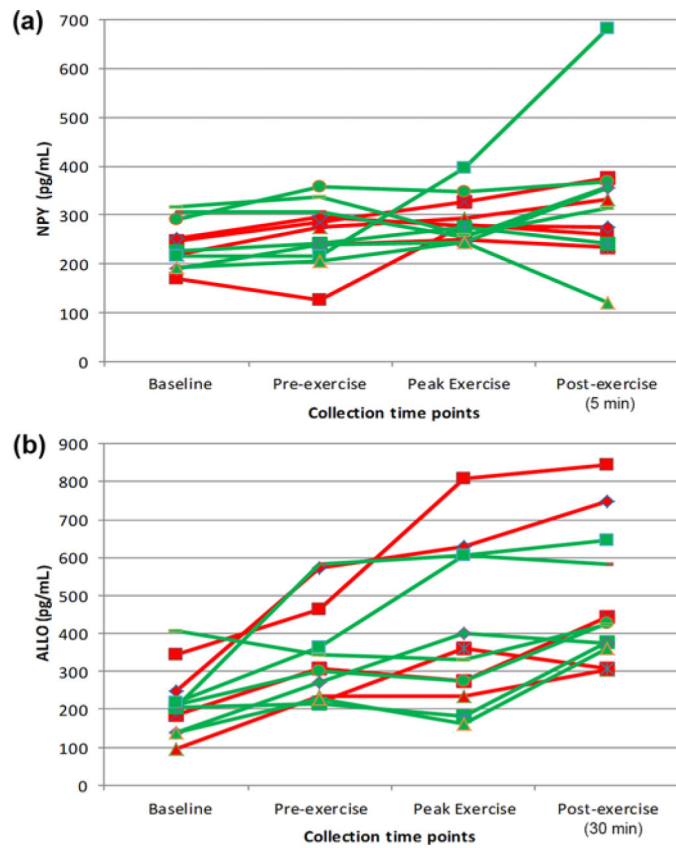 (a)
700
600
500
400
300
200
100
0
NPY (pg/mL)
Baseline Pre-exercise Peak Exercise Post-exercise
(5 min)
Collection time points
(b)
900
800
700
600
500
400
300
200
100
0
ALLO (pg/mL)
Baseline Pre-exercise Peak Exercise Post-exercise
(30 min)
Collection time points